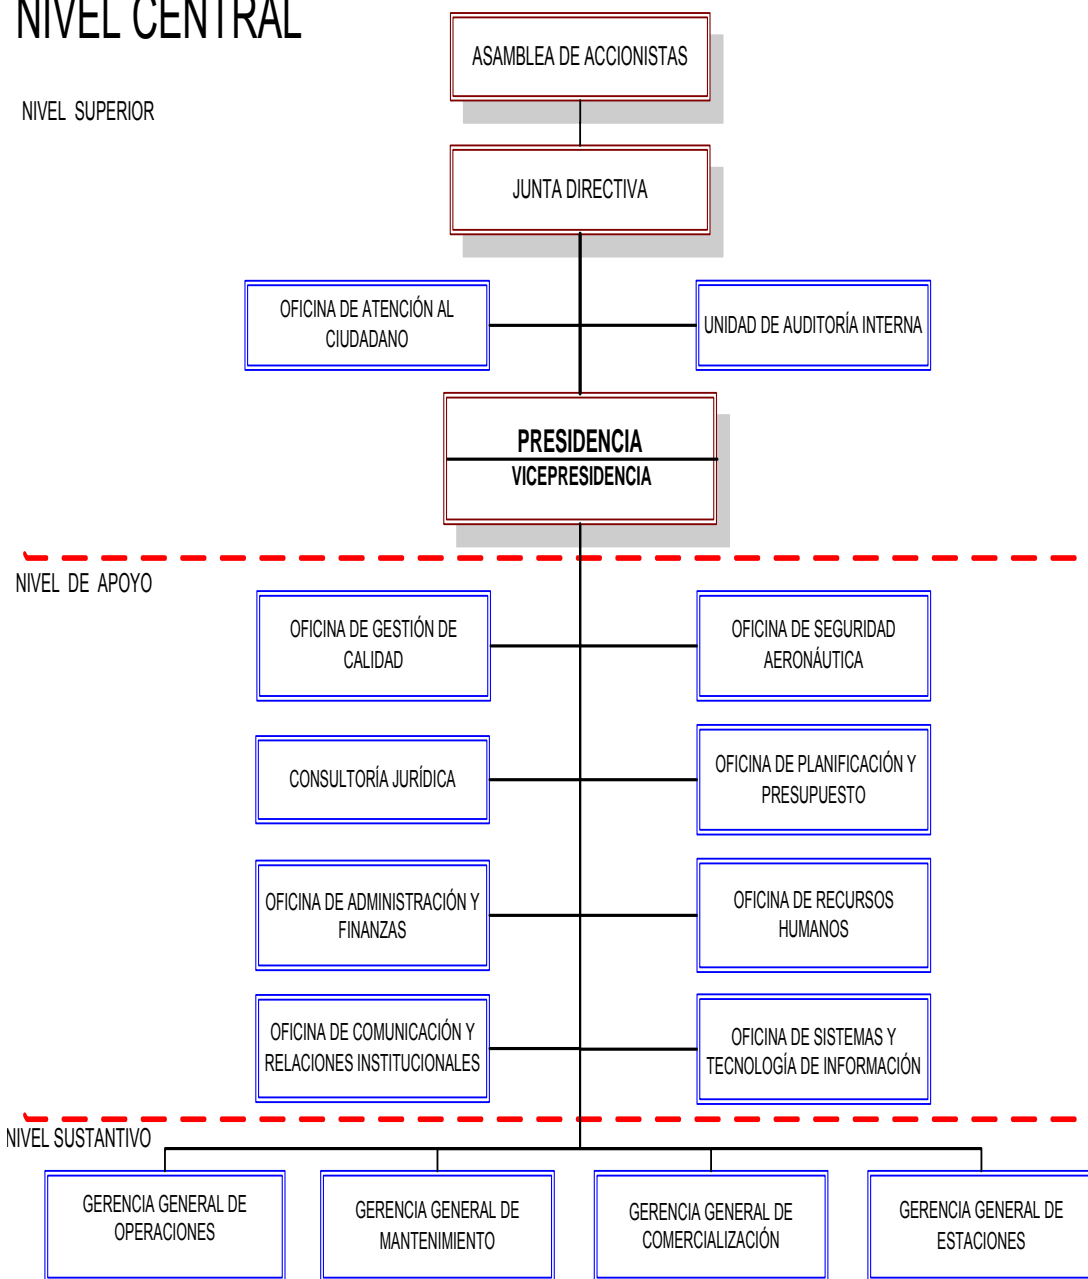 NIVEL CENTRAL
ASAMBLEA DE ACCIONISTAS
NIVEL SUPERIOR
JUNTA DIRECTIVA
OFICINA DE ATENCIÓN AL
CIUDADANO
UNIDAD DE AUDITORÍA INTERNA
PRESIDENCIA
VICEPRESIDENCIA
NIVEL DE APOYO
OFICINA DE GESTIÓN DE
CALIDAD
OFICINA DE SEGURIDAD
AERONÁUTICA
CONSULTORÍA JURÍDICA
OFICINA DE PLANIFICACIÓN Y
PRESUPUESTO
OFICINA DE ADMINISTRACIÓN Y
FINANZAS
OFICINA DE RECURSOS
HUMANOS
OFICINA DE COMUNICACIÓN Y
RELACIONES INSTITUCIONALES
OFICINA DE SISTEMAS Y
TECNOLOGÍA DE INFORMACIÓN
NIVEL SUSTANTIVO
GERENCIA GENERAL DE
OPERACIONES
GERENCIA GENERAL DE
MANTENIMIENTO
GERENCIA GENERAL DE
COMERCIALIZACIÓN
GERENCIA GENERAL DE
ESTACIONES